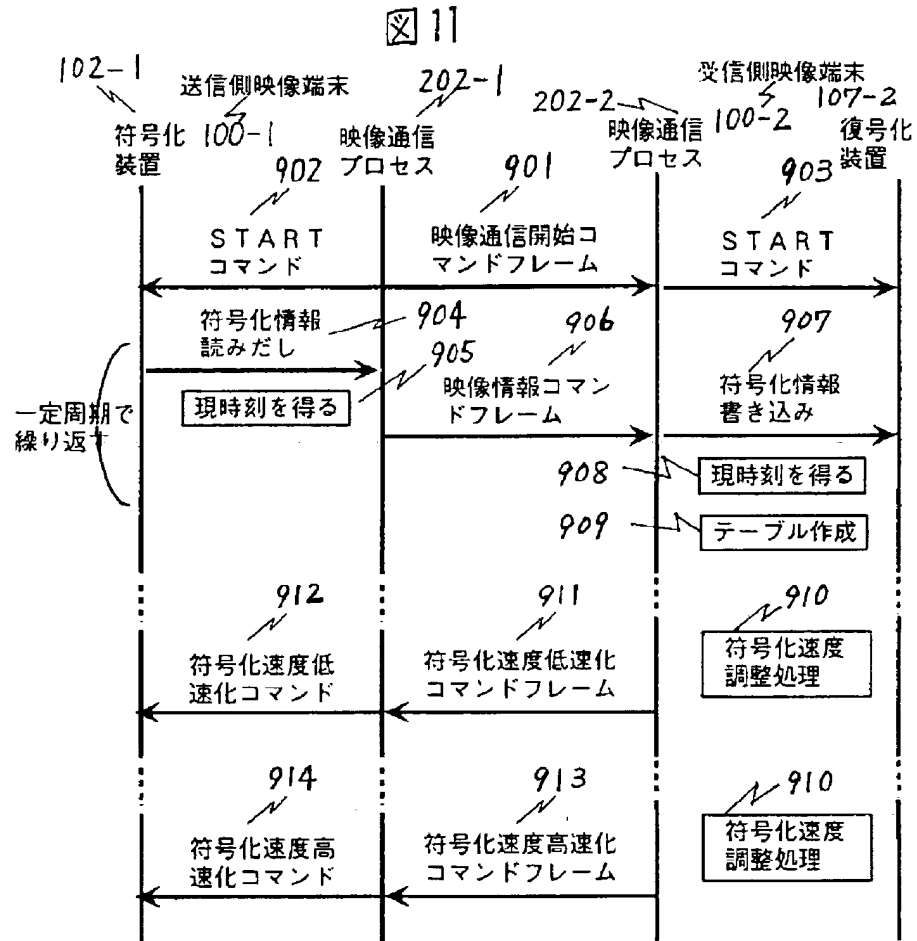 図11
102-1
送信側映像端末
100-1
符号化
装置
202-1
映像通信
プロセス
202-2
映像通信
プロセス
受信側映像端末
100-2
107-2
復号化
装置
902
START
コマンド
901
映像通信開始コ
マンドフレーム
903
START
コマンド
符号化情報
読みだし
904
905
現時刻を得る
906
映像情報コマン
ドフレーム
907
符号化情報
書き込み
一定周期で
繰り返す
908
現時刻を得る
909
テーブル作成
912
符号化速度低
速化コマンド
911
符号化速度低速化
コマンドフレーム
910
符号化速度
調整処理
914
符号化速度高
速化コマンド
913
符号化速度高速化
コマンドフレーム
910
符号化速度
調整処理